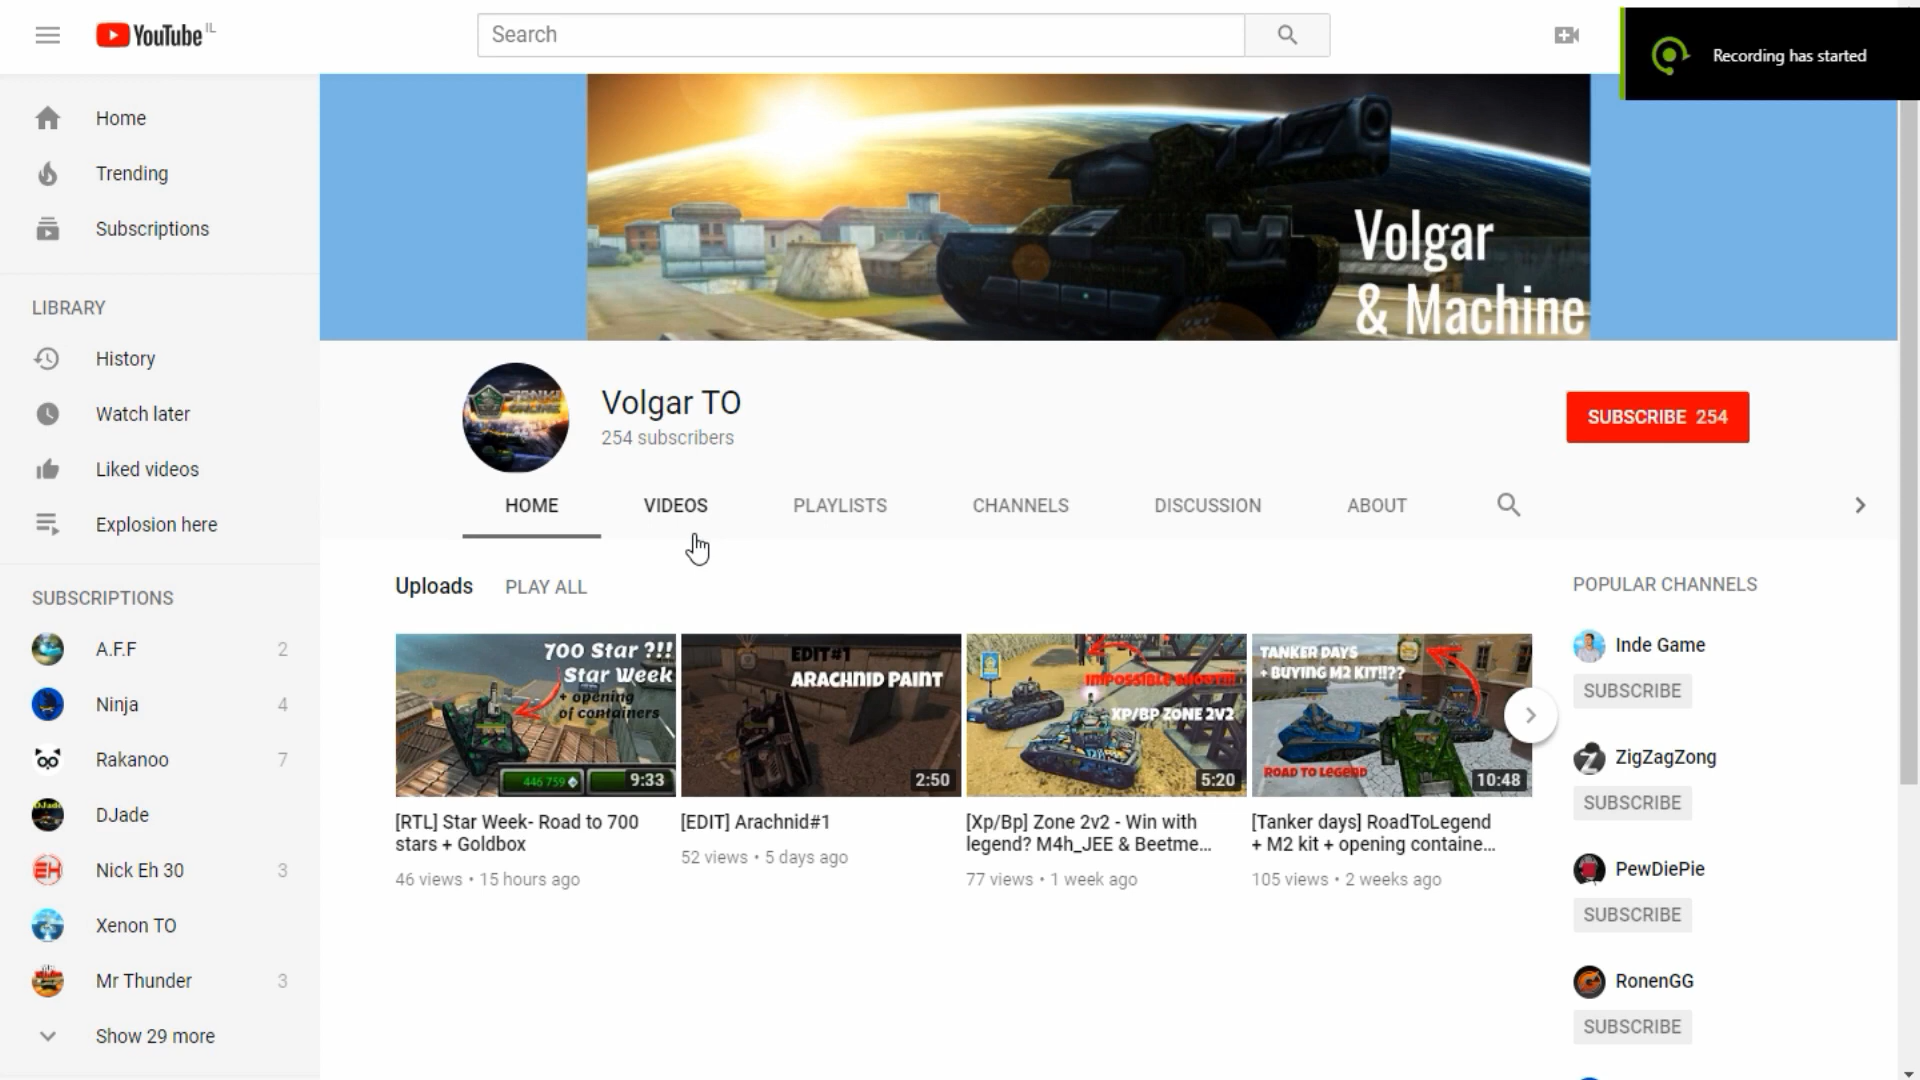 YouTube IL
Search
Recording has started
Home
Trending
Subscriptions
LIBRARY
History
Watch later
Liked videos
Explosion here
SUBSCRIPTIONS
A.F.F 2
Ninja 4
Rakanoo 7
DJade
Nick Eh 30 3
Xenon TO
Mr Thunder 3
Show 29 more
Volgar
& Machine
TANKI
ONLINE
Volgar TO
254 subscribers
SUBSCRIBE 254
HOME VIDEOS PLAYLISTS CHANNELS DISCUSSION ABOUT
Uploads PLAY ALL
700 Star ?!!
Star Week
+ opening
of containers
446 759
9:33
[RTL] Star Week- Road to 700
stars + Goldbox
46 views • 15 hours ago
EDIT#1
ARACHNID PAINT
2:50
[EDIT] Arachnid#1
52 views • 5 days ago
IMPOSSIBLE GHOST!!!
XP/BP ZONE 2V2
5:20
[Xp/Bp] Zone 2v2 - Win with
legend? M4h_JEE & Beetme...
77 views • 1 week ago
TANKER DAYS
+ BUYING M2 KIT!!??
ROAD TO LEGEND
10:48
[Tanker days] RoadToLegend
+ M2 kit + opening containe...
105 views • 2 weeks ago
POPULAR CHANNELS
Inde Game
SUBSCRIBE
ZigZagZong
SUBSCRIBE
PewDiePie
SUBSCRIBE
RonenGG
SUBSCRIBE